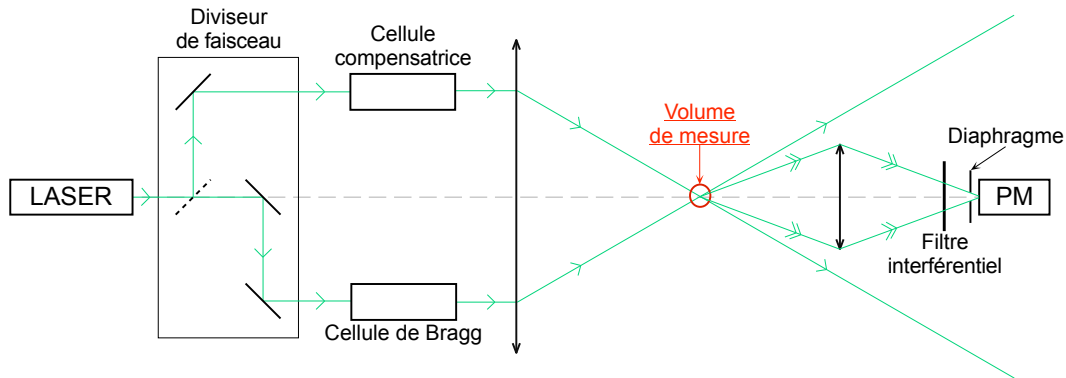 Diviseur
de faisceau
Cellule
compensatrice
Volume
de mesure
Diaphragme
LASER
PM
Filtre
interférentiel
Cellule de Bragg